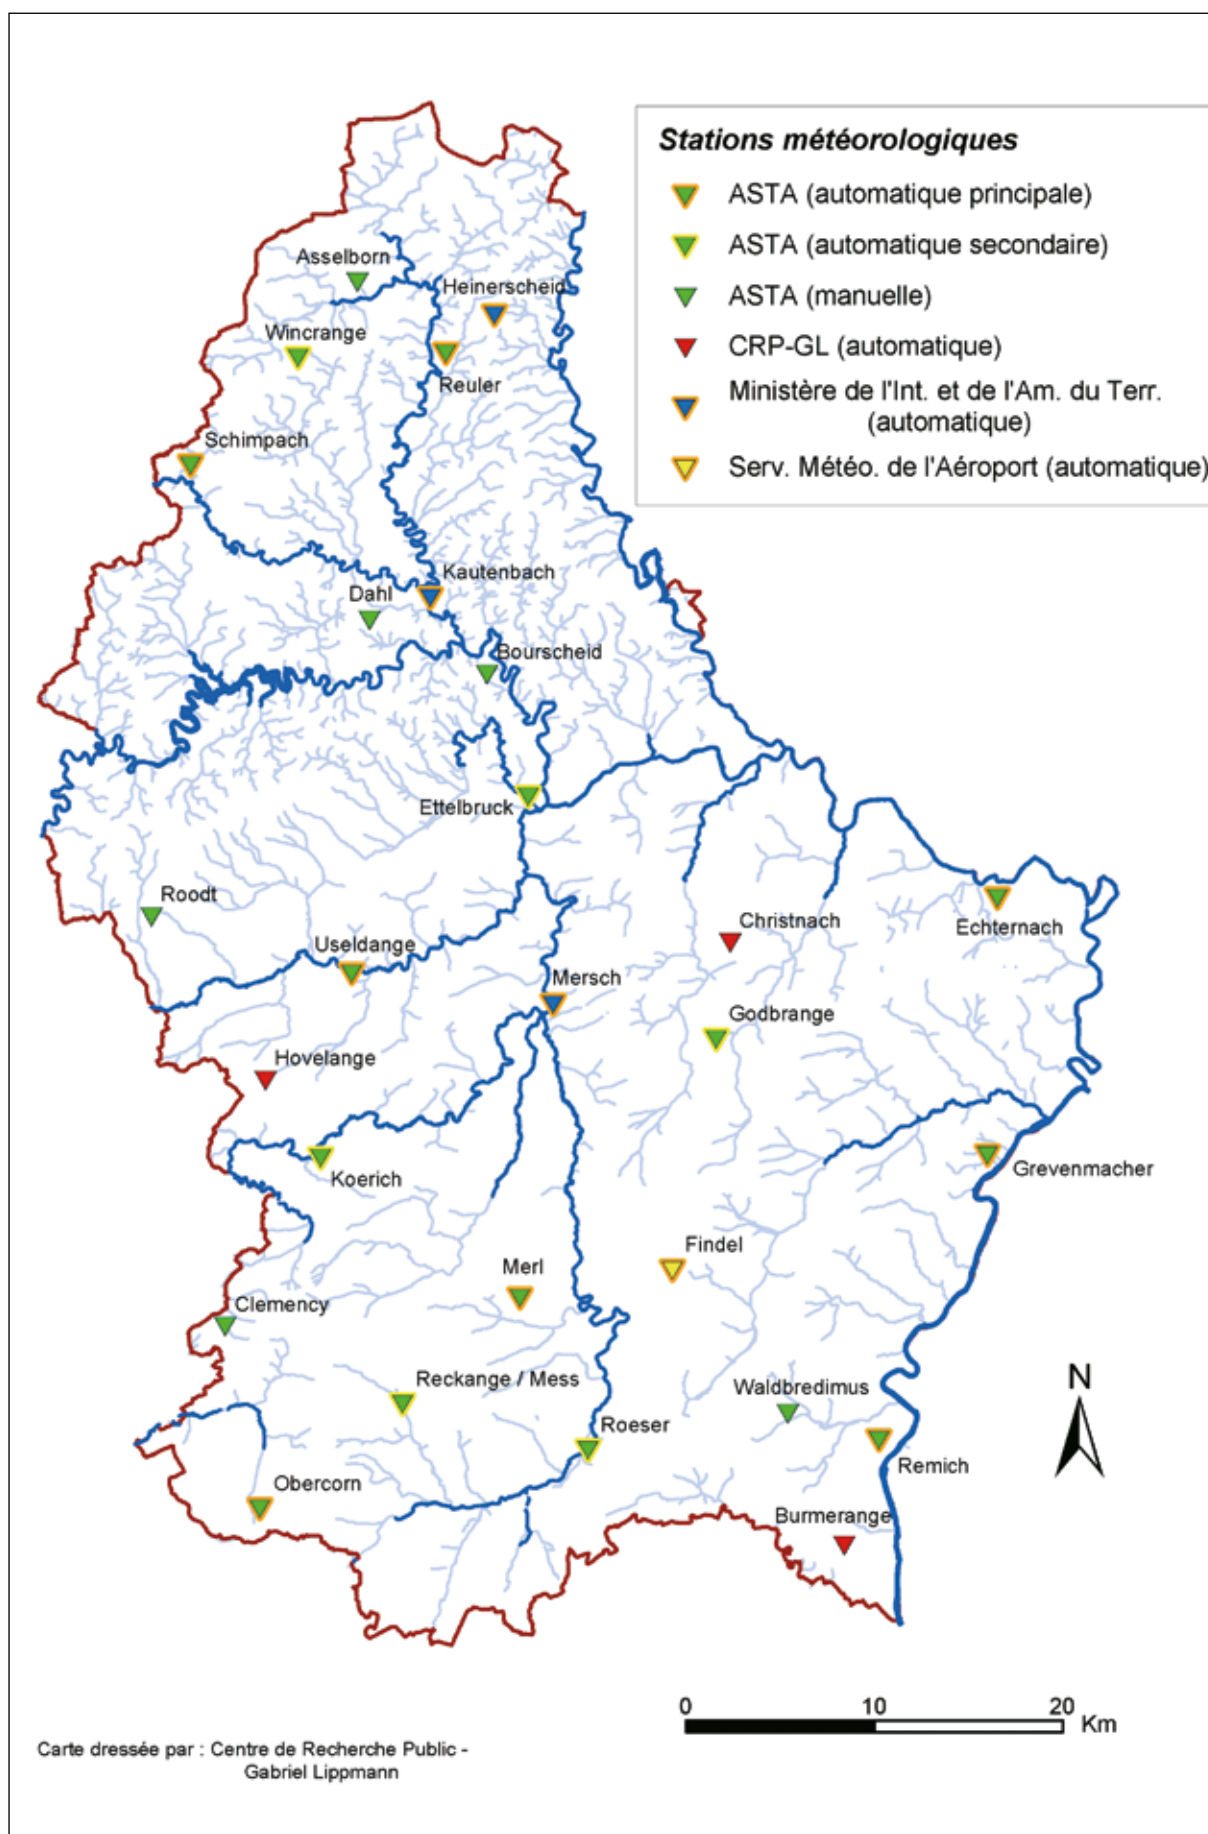 Stations météorologiques
ASTA (automatique principale)
ASTA (automatique secondaire)
ASTA (manuelle)
CRP-GL (automatique)
Ministère de l'Int. et de l'Am. du Terr.
(automatique)
Serv. Météo. de l'Aéroport (automatique)
Asselborn
Heinerscheid
Wincrange
Reuler
Schimpach
Kautenbach
Dahl
Bourscheid
Ettelbruck
Roodt
Christnach
Echternach
Useldange
Mersch
Godbrange
Hovelange
Koerich
Grevenmacher
Findel
Merl
Clemency
Reckange / Mess
Waldbredimus
Roeser
Remich
Obercorn
Burmerange
N
0 10 20
Km
Carte dressée par : Centre de Recherche Public -
Gabriel Lippmann